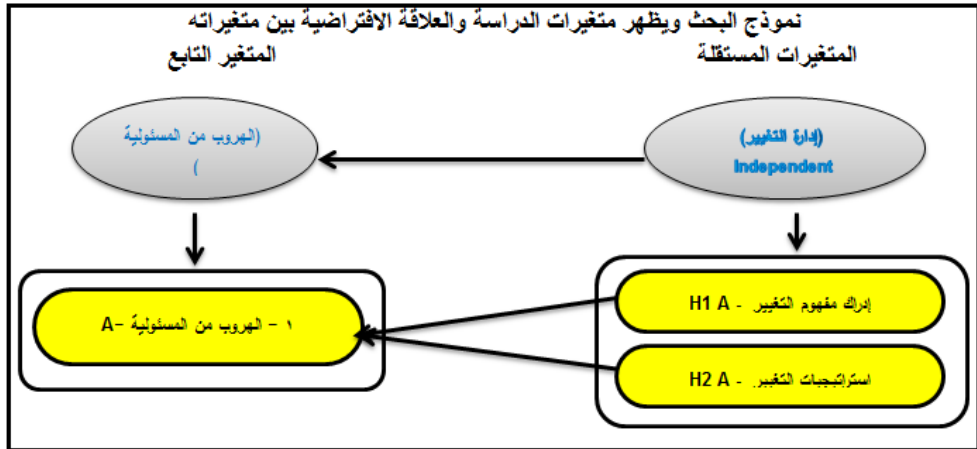 نموذج البحث ويظهر متغيرات الدراسة والعلاقة الافتراضية بين متغيراته
المتغيرات المستقلة
المتغير التابع
(إدارة التغيير)
Independent
(الهروب من المسئولية
)
إدراك مفهوم التغيير - H1 A
استراتيجيات التغيير. - H2 A
١ - الهروب من المسئولية -A